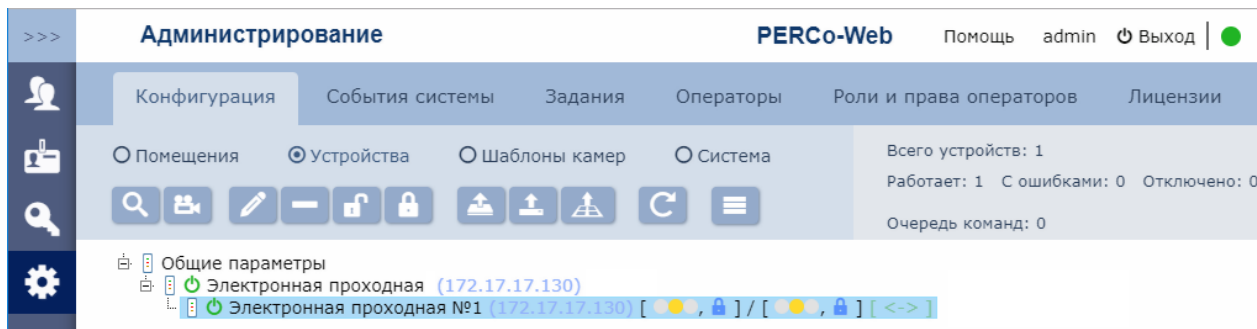 >>> Администрирование PERCo-Web Помощь admin Выход
Конфигурация События системы Задания Операторы Роли и права операторов Лицензии
Помещения Устройства Шаблоны камер Система
Всего устройств: 1
Работает: 1 С ошибками: 0 Отключено: 0
Очередь команд: 0
Общие параметры
Электронная проходная (172.17.17.130)
Электронная проходная №1 (172.17.17.130) [ , ] / [ , ] [ <-> ]